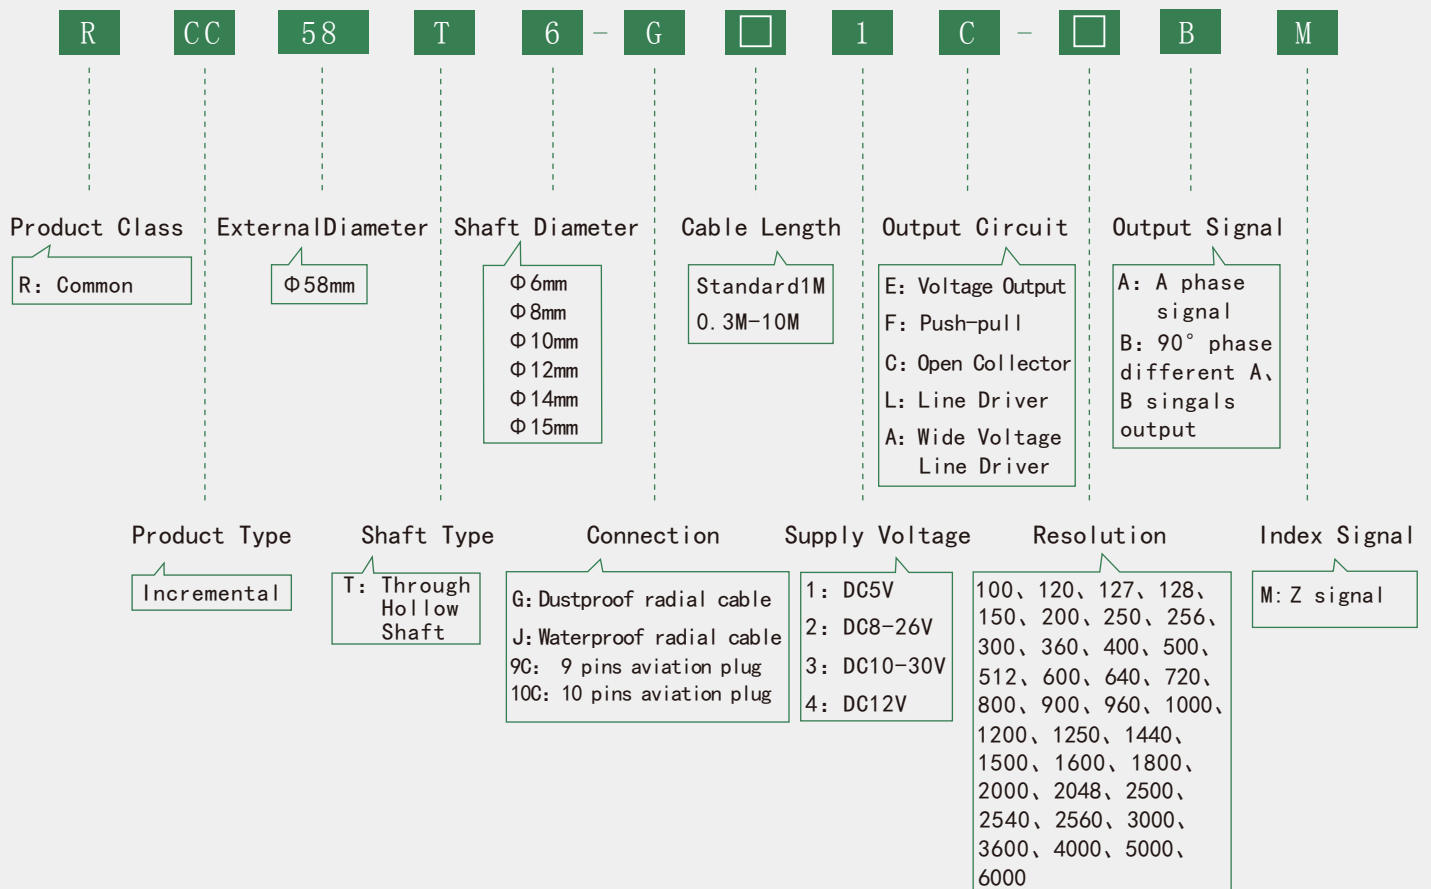 R CC 58 T 6 - G □ 1 C - □ B M
Product Class
R: Common
ExternalDiameter
Φ58mm
Shaft Diameter
Φ6mm
Φ8mm
Φ10mm
Φ12mm
Φ14mm
Φ15mm
Cable Length
Standard1M
0.3M-10M
Output Circuit
E: Voltage Output
F: Push-pull
C: Open Collector
L: Line Driver
A: Wide Voltage
Line Driver
Output Signal
A: A phase
signal
B: 90° phase
different A、
B singals
output
Product Type
Incremental
Shaft Type
T: Through
Hollow
Shaft
Connection
G: Dustproof radial cable
J: Waterproof radial cable
9C: 9 pins aviation plug
10C: 10 pins aviation plug
Supply Voltage
1: DC5V
2: DC8-26V
3: DC10-30V
4: DC12V
Resolution
100、120、127、128、
150、200、250、256、
300、360、400、500、
512、600、640、720、
800、900、960、1000、
1200、1250、1440、
1500、1600、1800、
2000、2048、2500、
2540、2560、3000、
3600、4000、5000、
6000
Index Signal
M: Z signal